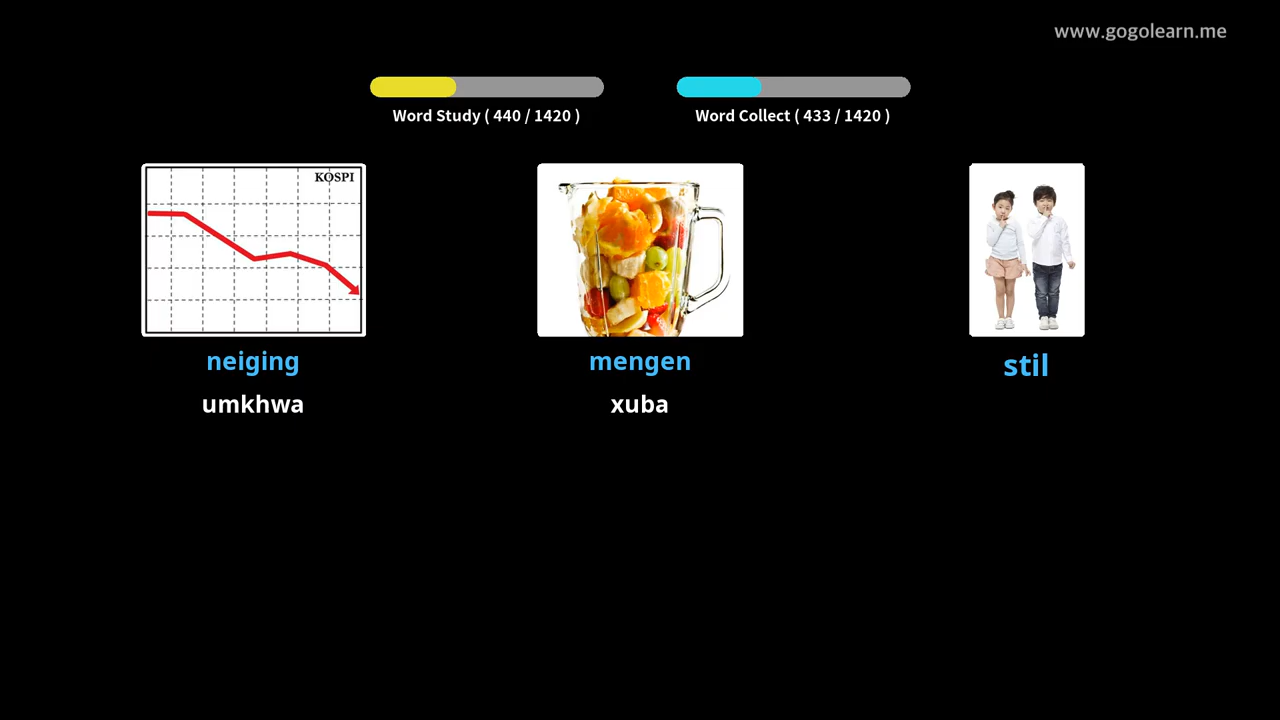 www.gogolearn.me
Word Study ( 440 / 1420 )
Word Collect ( 433 / 1420 )
KOSPI
neiging
mengen
stil
umkhwa
xuba